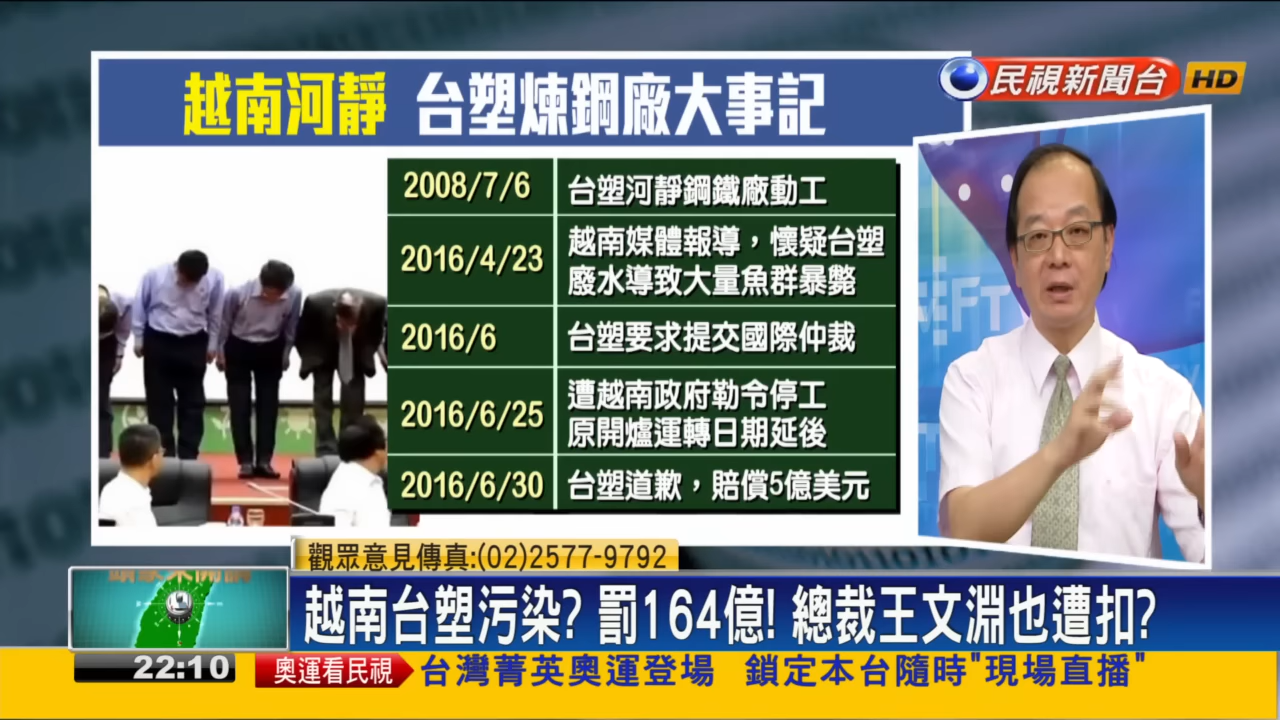 越南河靜 台塑煉鋼廠大事記
民視新聞台 HD
2008/7/6 台塑河靜鋼鐵廠動工
2016/4/23 越南媒體報導，懷疑台塑
廢水導致大量魚群暴斃
2016/6 台塑要求提交國際仲裁
2016/6/25 遭越南政府勒令停工
原開爐運轉日期延後
2016/6/30 台塑道歉，賠償5億美元
觀眾意見傳真:(02)2577-9792
越南台塑污染? 罰164億! 總裁王文淵也遭扣?
22:10 奧運看民視 台灣菁英奧運登場 鎖定本台隨時"現場直播"